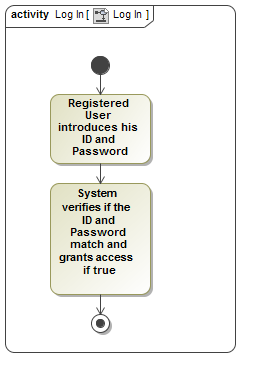 activity Log In [ Log In ]
Registered
User
introduces his
ID and
Password
System
verifies if the
ID and
Password
match and
grants access
if true